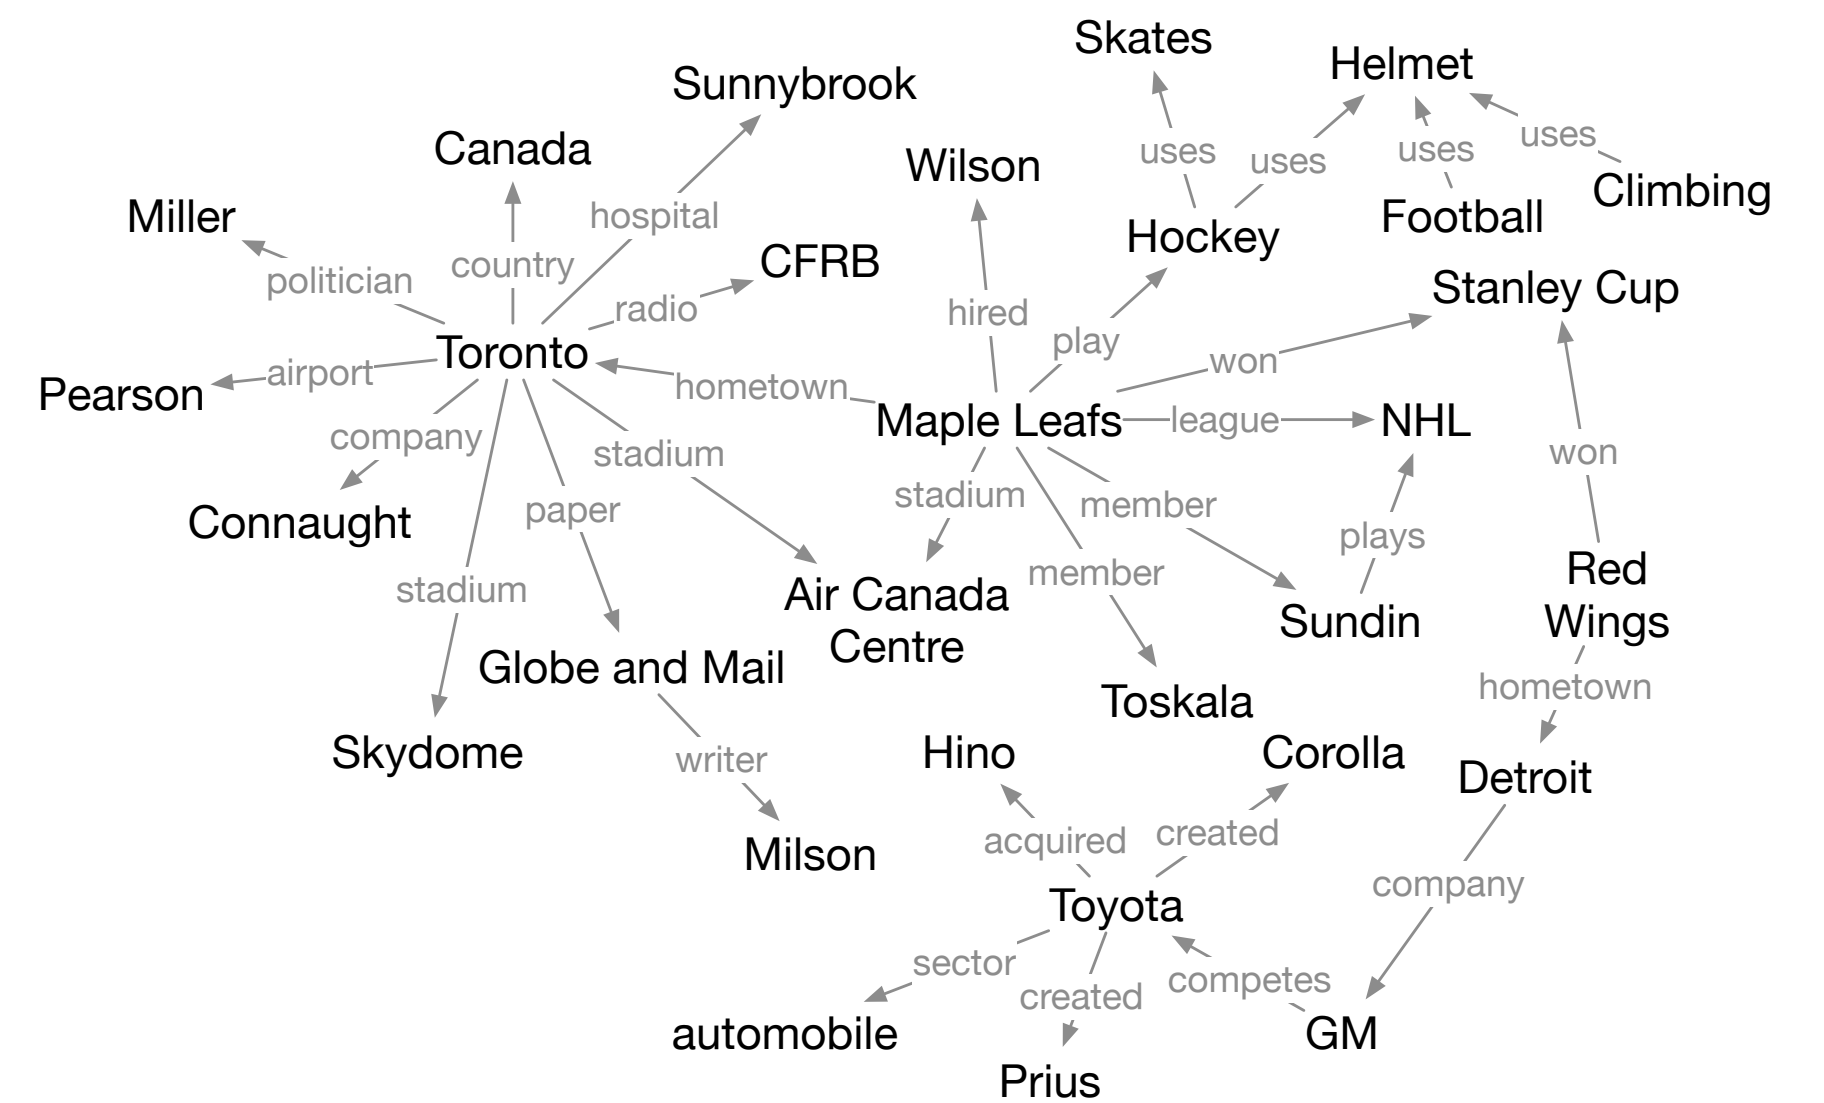 Skates
Helmet
Sunnybrook
uses
Canada
uses
uses
uses
Wilson
Climbing
Miller
hospital
Football
Hockey
country
CFRB
politician
Stanley Cup
radio
hired
play
Toronto
won
airport
hometown
Pearson
Maple Leafs
league
NHL
company
stadium
won
stadium
member
paper
Connaught
plays
member
Red
Wings
stadium
Air Canada
Centre
Sundin
Globe and Mail
hometown
Toskala
Skydome
writer
Hino
Corolla
Detroit
acquired
created
Milson
company
Toyota
sector
competes
created
automobile
GM
Prius